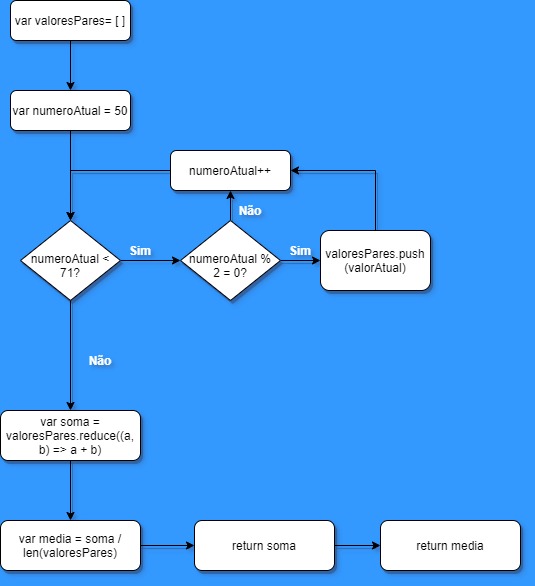 var valoresPares= [ ]
var numeroAtual = 50
numeroAtual++
Não
numeroAtual <
71?
Sim
numeroAtual %
2 = 0?
Sim
valoresPares.push
(valorAtual)
Não
var soma =
valoresPares.reduce((a,
b) => a + b)
var media = soma /
len(valoresPares)
return soma
return media